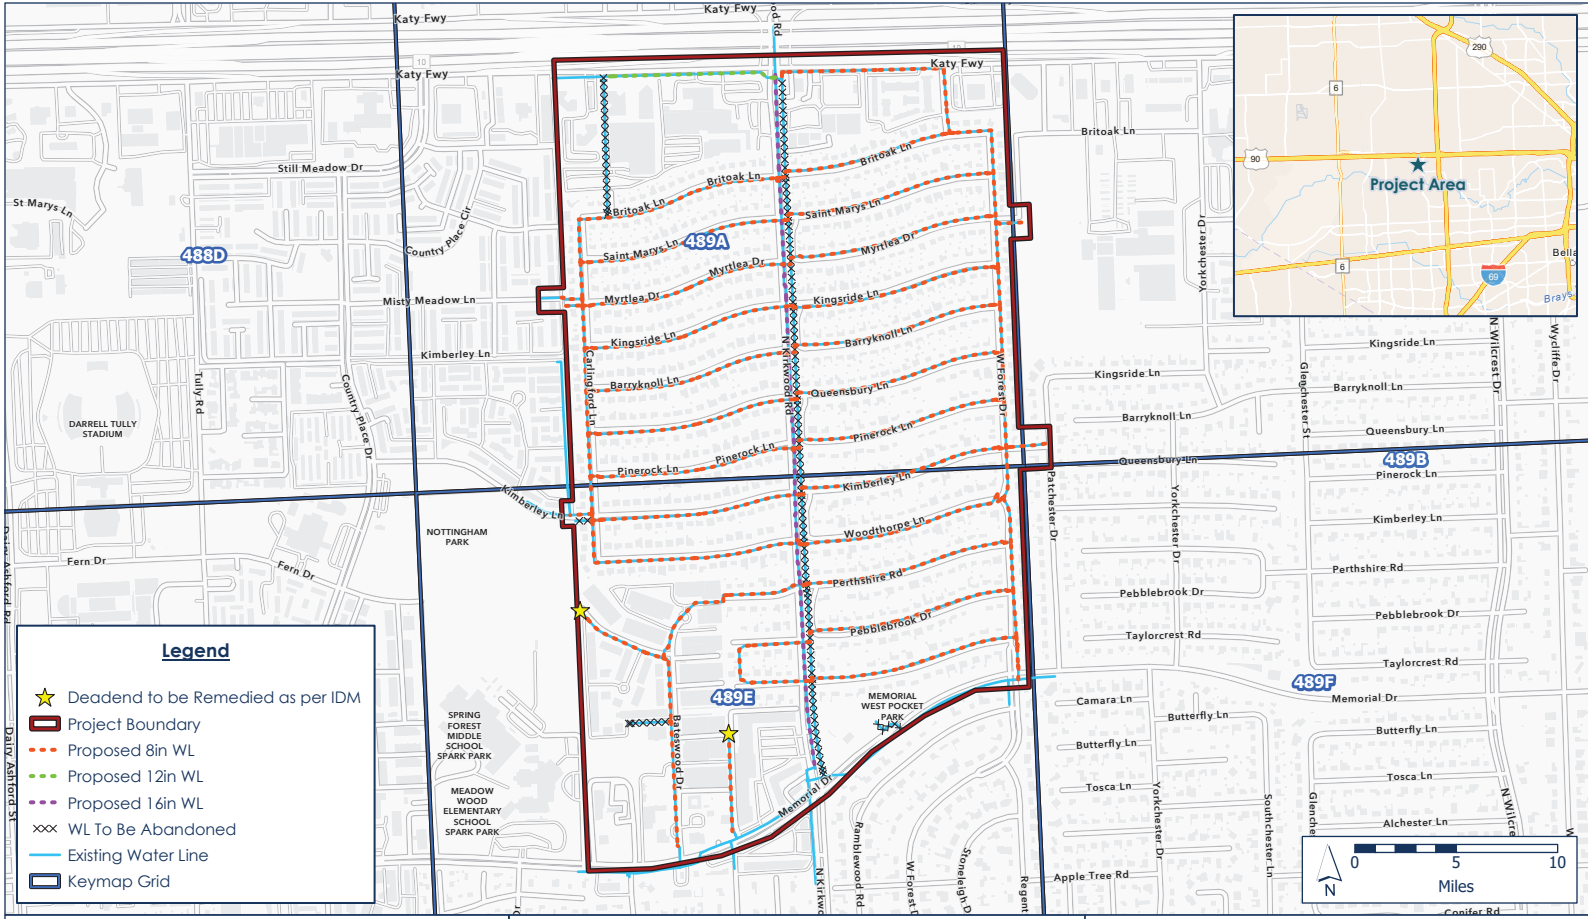 Katy Fwy
Katy Fwy
10
10
Katy Fwy
Katy Fwy
Still Meadow Dr
St Marys Ln
Country Place Cir
488D
Misty Meadow Ln
Kimberley Ln
Tully Rd
Country Place Dr
DARRELL TULLY
STADIUM
Kimberley Ln
NOTTINGHAM
PARK
Fern Dr
Fern Dr
Dairy Ashford Rd
Britoak Ln
Britoak Ln
Britoak Ln
Saint Marys Ln
489A
Saint Marys Ln
Myrtlea Dr
Myrtlea Dr
Myrtlea Dr
Kingsride Ln
Kingsride Ln
Barryknoll Ln
Barryknoll Ln
Carlingford Ln
N Kirkwood Rd
W Forest Dr
Queensbury Ln
Pinerock Ln
Pinerock Ln
Pinerock Ln
Kimberley Ln
Woodthorpe Ln
Perthshire Rd
Pebblebrook Dr
489E
Bateswood Dr
MEMORIAL
WEST POCKET
PARK
Memorial Dr
SPRING
FOREST
MIDDLE
SCHOOL
SPARK PARK
MEADOW
WOOD
ELEMENTARY
SCHOOL
SPARK PARK
Dairy Ashford St
Britoak Ln
Yorkchester Dr
Kingsride Ln
Kingsride Ln
Barryknoll Ln
Barryknoll Ln
Glenchester St
N Wilcrest Dr
Wycliffe Dr
Queensbury Ln
Queensbury Ln
489B
Pinerock Ln
Patchester Dr
Yorkchester Dr
Kimberley Ln
Perthshire Rd
Pebblebrook Dr
Pebblebrook Dr
Taylorcrest Rd
Taylorcrest Rd
489F
Memorial Dr
Camara Ln
Butterfly Ln
Butterfly Ln
Butterfly Ln
Tosca Ln
Tosca Ln
Yorkchester Dr
Southchester Ln
Alchester Ln
Apple Tree Rd
Ramblewood Rd
Conifer Rd
290
6
90
Project Area
6
69
Brays
Legend
Deadend to be Remedied as per IDM
Project Boundary
Proposed 8in WL
Proposed 12in WL
Proposed 16in WL
WL To Be Abandoned
Existing Water Line
Keymap Grid
N
0 5 10
Miles